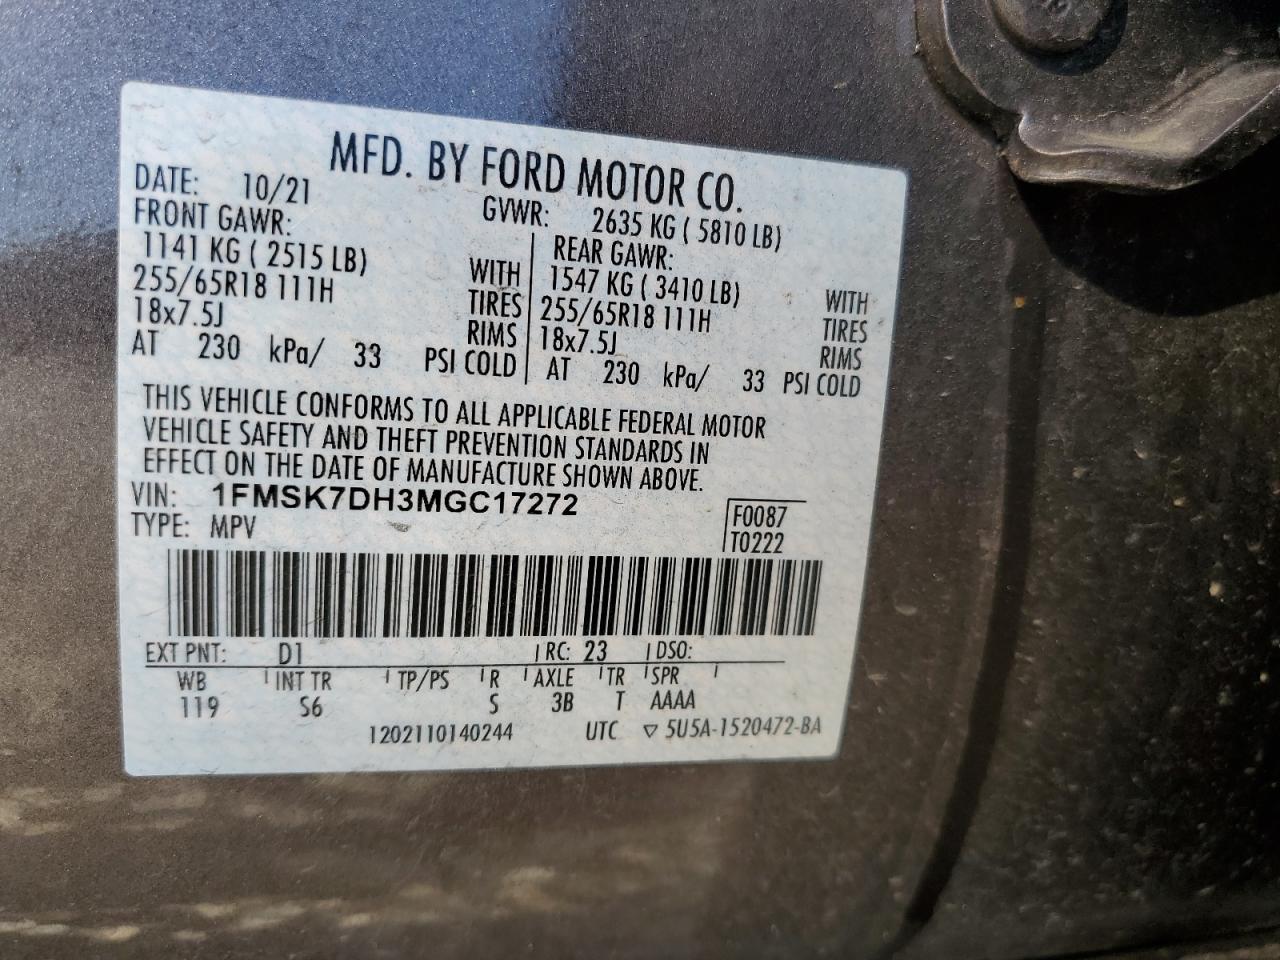 MFD. BY FORD MOTOR CO.
DATE: 10/21 GVWR: 2635 KG ( 5810 LB)
FRONT GAWR: REAR GAWR:
1141 KG ( 2515 LB) WITH 1547 KG ( 3410 LB) WITH
255/65R18 111H TIRES 255/65R18 111H TIRES
18x7.5J RIMS 18x7.5J RIMS
AT 230 kPa/ 33 PSI COLD AT 230 kPa/ 33 PSI COLD
THIS VEHICLE CONFORMS TO ALL APPLICABLE FEDERAL MOTOR
VEHICLE SAFETY AND THEFT PREVENTION STANDARDS IN
EFFECT ON THE DATE OF MANUFACTURE SHOWN ABOVE.
VIN: 1FMSK7DH3MGC17272
TYPE: MPV
F0087
T0222
EXT PNT: D1 RC: 23 DSO:
WB INT TR TP/PS R AXLE TR SPR
119 S6 S 3B T AAAA
1202110140244 UTC ▽ 5U5A-1520472-BA